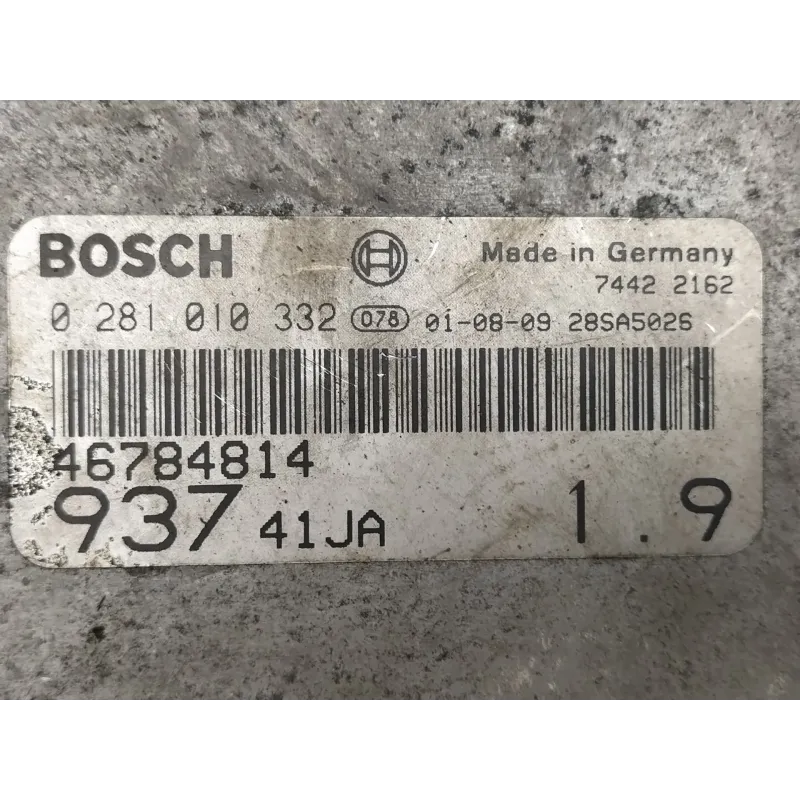 BOSCH Made in Germany
7442 2162
0 281 010 332 078 01-08-09 28SA5026
46784814
937 41JA 1.9